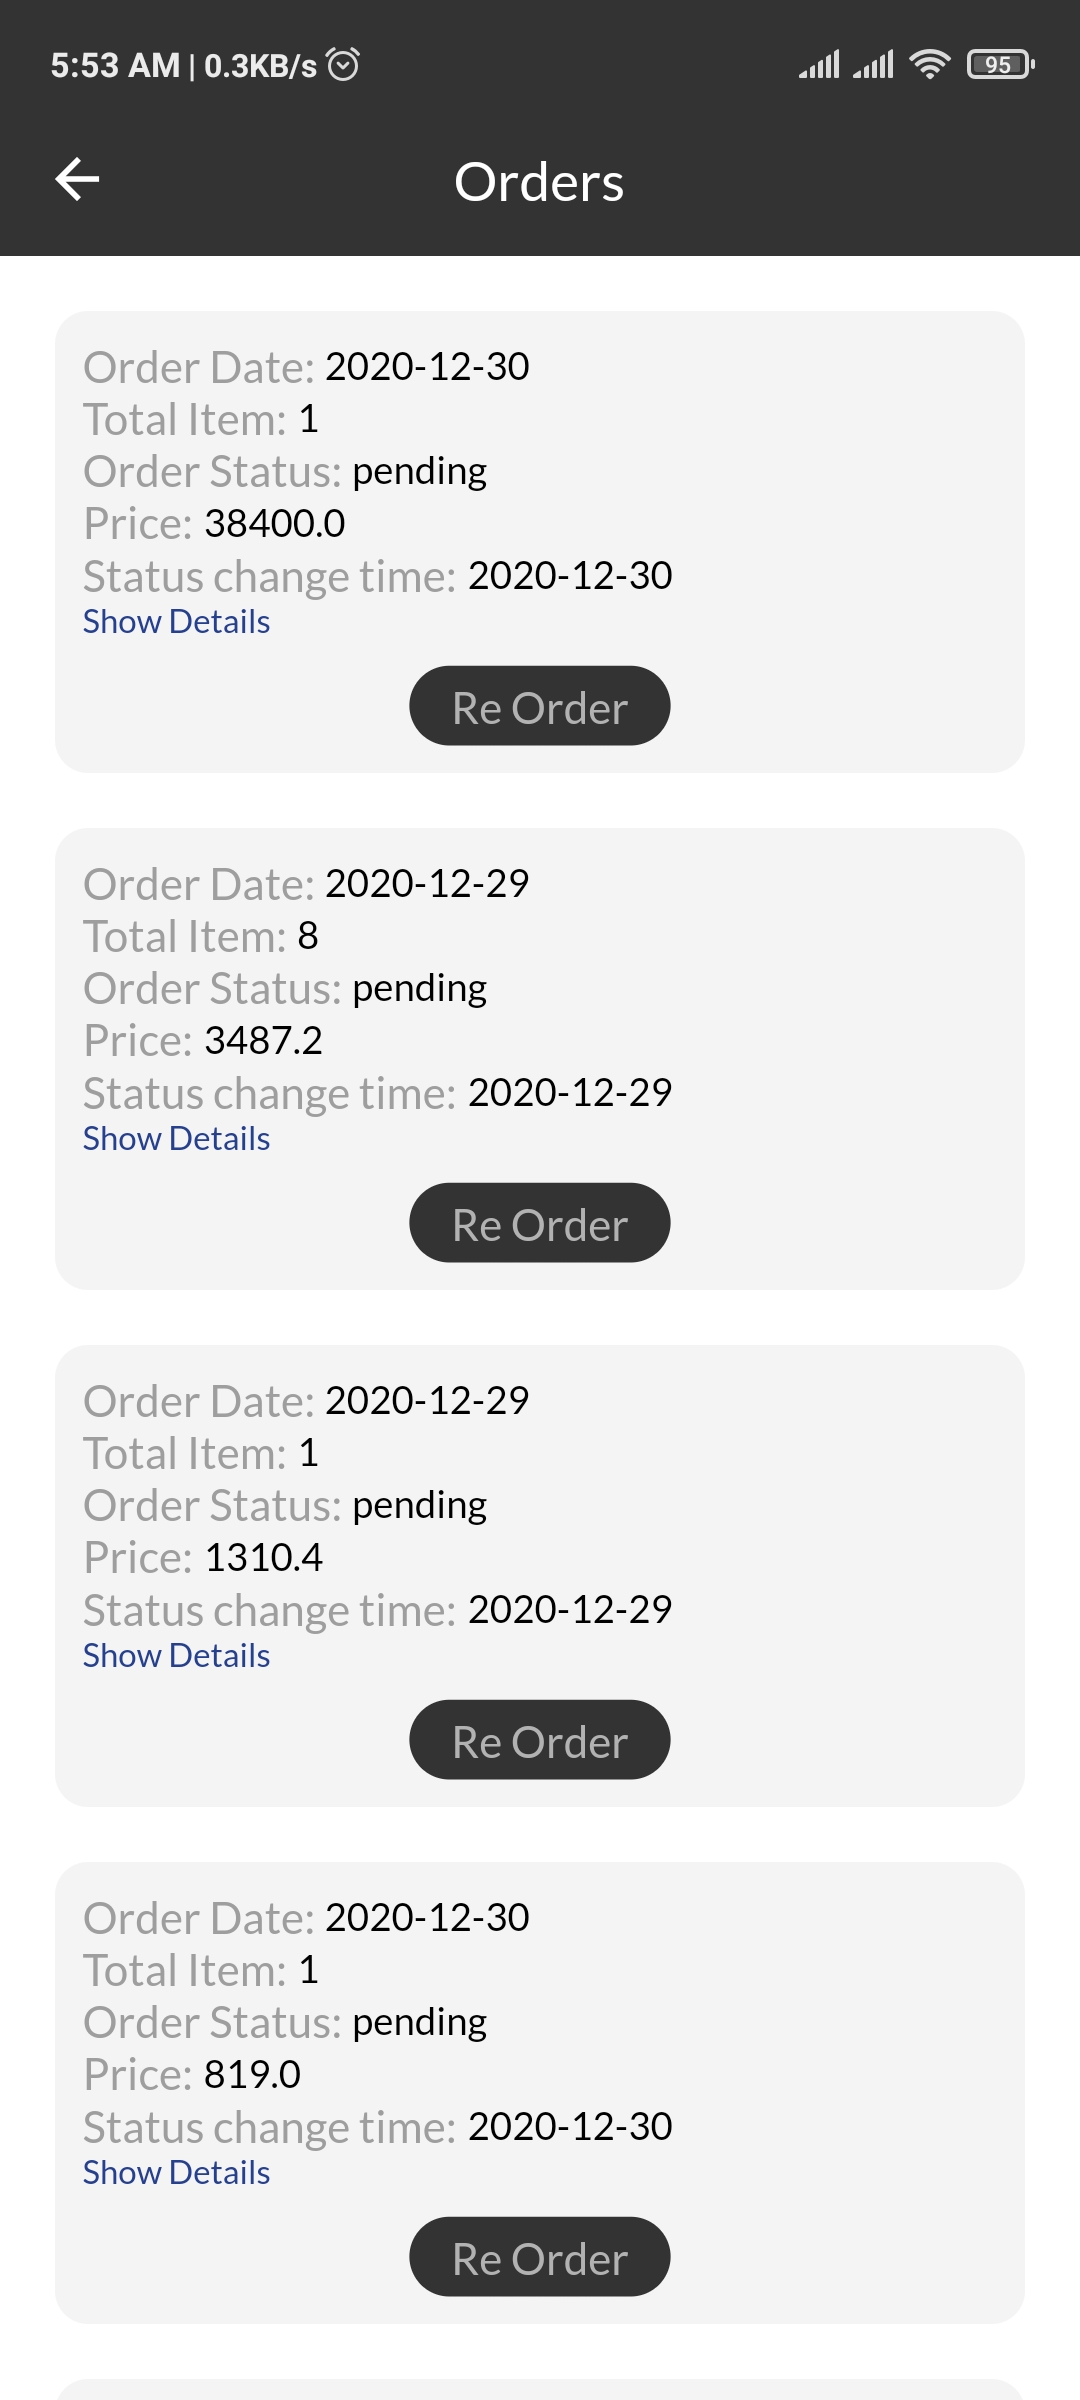 5:53 AM | 0.3KB/s
95
Orders
Order Date: 2020-12-30
Total Item: 1
Order Status: pending
Price: 38400.0
Status change time: 2020-12-30
Show Details
Re Order
Order Date: 2020-12-29
Total Item: 8
Order Status: pending
Price: 3487.2
Status change time: 2020-12-29
Show Details
Re Order
Order Date: 2020-12-29
Total Item: 1
Order Status: pending
Price: 1310.4
Status change time: 2020-12-29
Show Details
Re Order
Order Date: 2020-12-30
Total Item: 1
Order Status: pending
Price: 819.0
Status change time: 2020-12-30
Show Details
Re Order